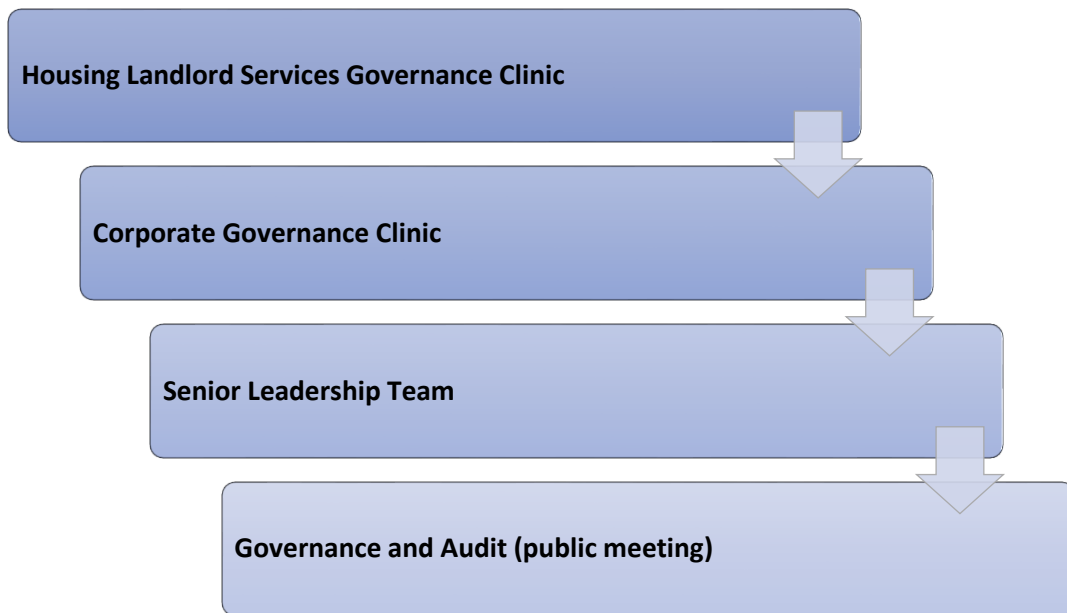 Housing Landlord Services Governance Clinic
Corporate Governance Clinic
Senior Leadership Team
Governance and Audit (public meeting)